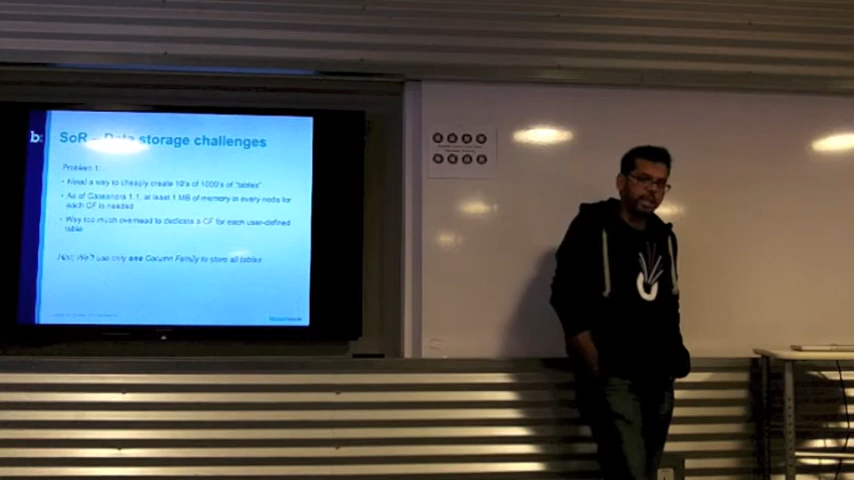 b:
SoR – Data storage challenges
Problem 1:
• Need a way to cheaply create 10's of 1000's of "tables"
• As of Cassandra 1.1, at least 1 MB of memory in every node for
each CF is needed
• Way too much overhead to dedicate a CF for each user-defined
table
We'll use only one Column Family to store all tables